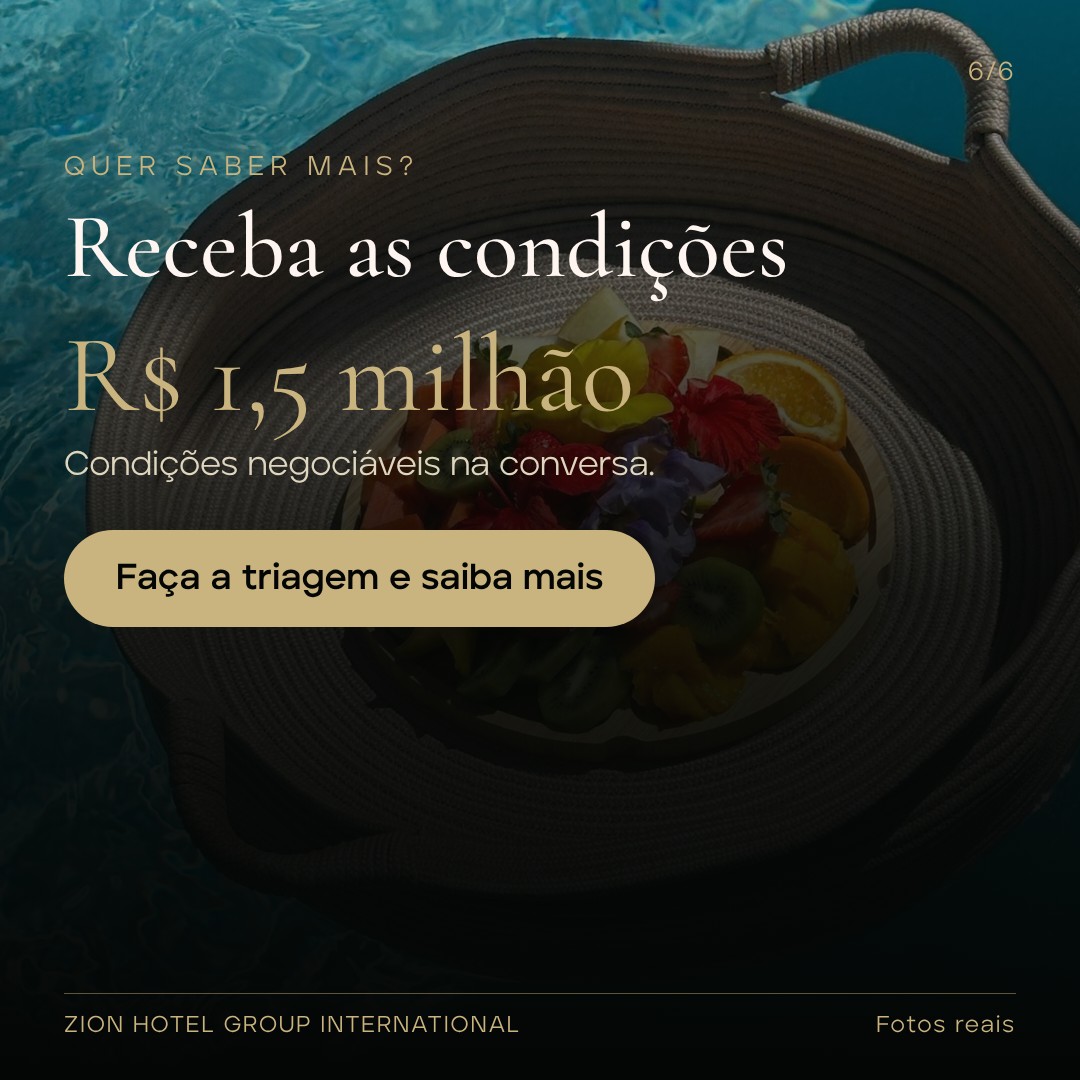 6/6
QUER SABER MAIS?
Receba as condições
R$ 1,5 milhão
Condições negociáveis na conversa.
Faça a triagem e saiba mais
ZION HOTEL GROUP INTERNATIONAL
Fotos reais